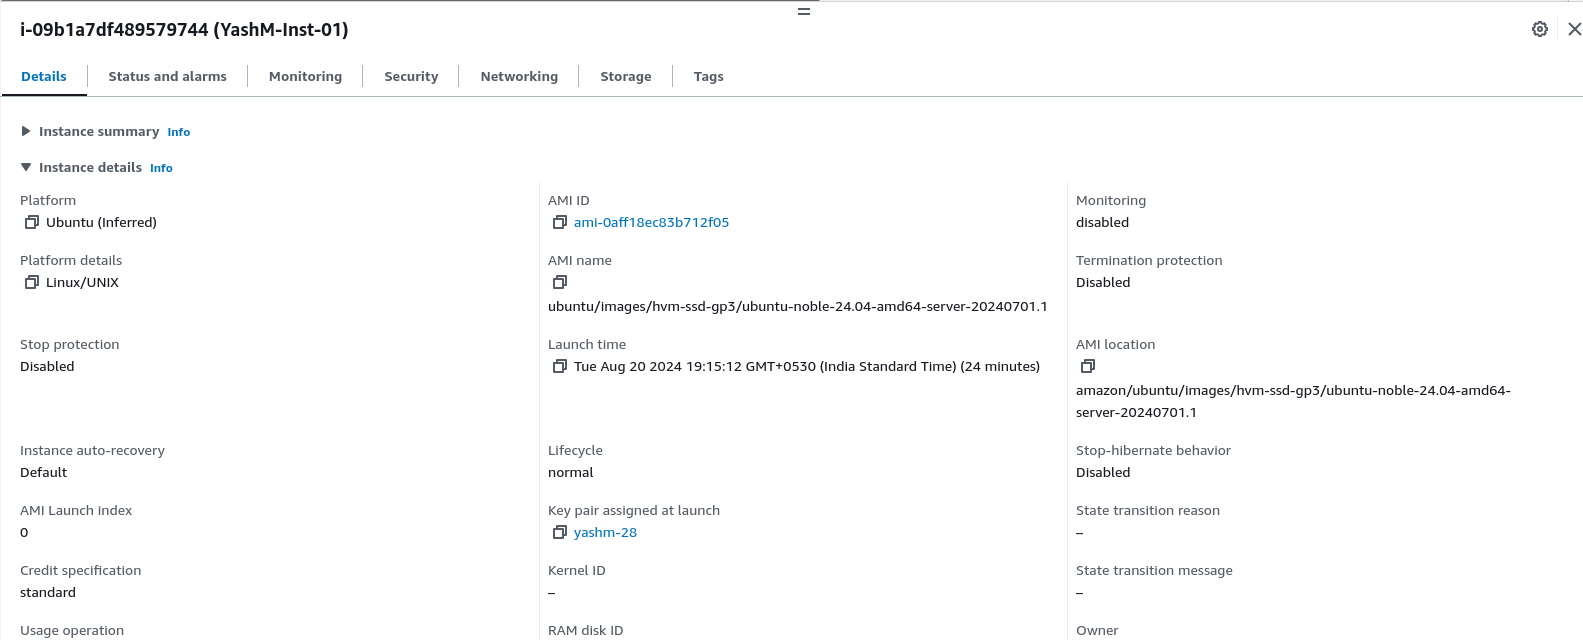 i-09b1a7df489579744 (YashM-Inst-01)
Details
Status and alarms
Monitoring
Security
Networking
Storage
Tags
Instance summary Info
Instance details Info
Platform
Ubuntu (Inferred)
AMI ID
ami-0aff18ec83b712f05
Monitoring
disabled
Platform details
Linux/UNIX
AMI name
ubuntu/images/hvm-ssd-gp3/ubuntu-noble-24.04-amd64-server-20240701.1
Termination protection
Disabled
Stop protection
Disabled
Launch time
Tue Aug 20 2024 19:15:12 GMT+0530 (India Standard Time) (24 minutes)
AMI location
amazon/ubuntu/images/hvm-ssd-gp3/ubuntu-noble-24.04-amd64-
server-20240701.1
Instance auto-recovery
Default
Lifecycle
normal
Stop-hibernate behavior
Disabled
AMI Launch index
0
Key pair assigned at launch
yashm-28
State transition reason
–
Credit specification
standard
Kernel ID
–
State transition message
–
Usage operation
RAM disk ID
Owner